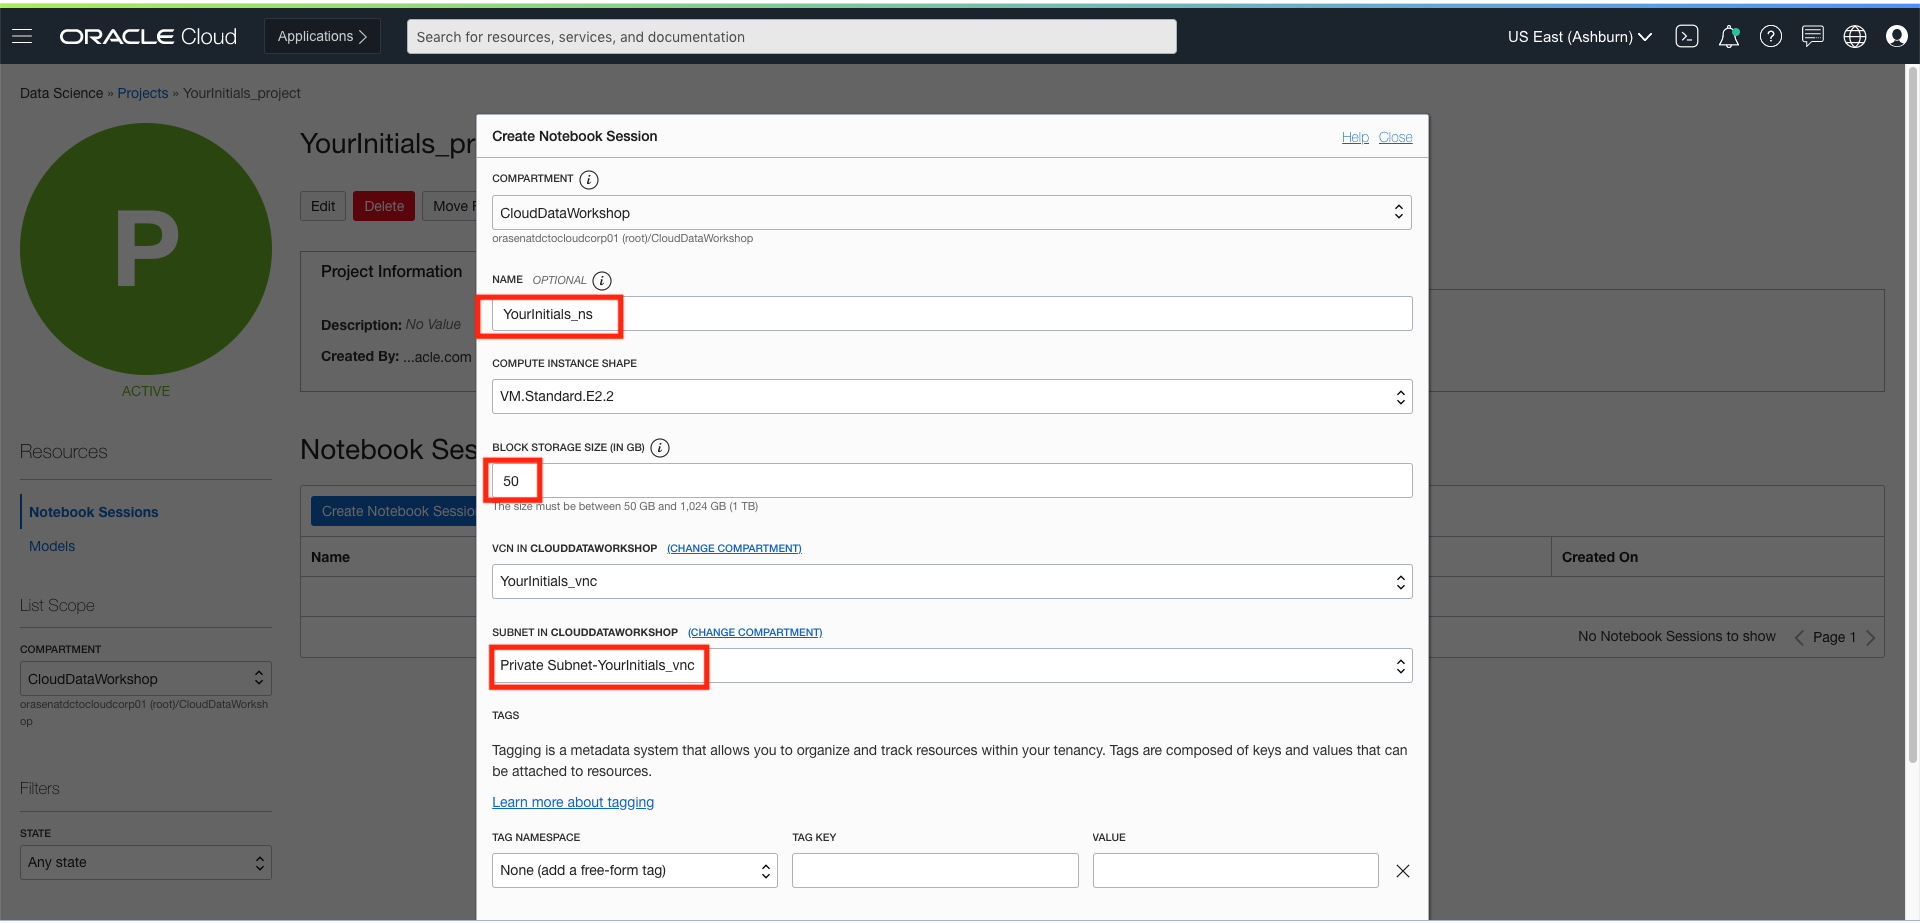 ORACLE Cloud
Applications
Search for resources, services, and documentation
US East (Ashburn)
Data Science » Projects » YourInitials_project
P
ACTIVE
YourInitials_pr
Edit
Delete
Move
Project Information
Description: No Value
Created By: ...acle.com
Resources
Notebook Sessions
Models
Notebook Ses
Create Notebook Sessio
Name
Created On
No Notebook Sessions to show
Page 1
List Scope
COMPARTMENT
CloudDataWorkshop
orasenatdctocloudcorp01 (root)/CloudDataWorksh
op
Filters
STATE
Any state
Create Notebook Session
Help
Close
COMPARTMENT
CloudDataWorkshop
orasenatdctocloudcorp01 (root)/CloudDataWorkshop
NAME OPTIONAL
YourInitials_ns
COMPUTE INSTANCE SHAPE
VM.Standard.E2.2
BLOCK STORAGE SIZE (IN GB)
50
The size must be between 50 GB and 1,024 GB (1 TB)
VCN IN CLOUDDATAWORKSHOP (CHANGE COMPARTMENT)
YourInitials_vnc
SUBNET IN CLOUDDATAWORKSHOP (CHANGE COMPARTMENT)
Private Subnet-YourInitials_vnc
TAGS
Tagging is a metadata system that allows you to organize and track resources within your tenancy. Tags are composed of keys and values that can
be attached to resources.
Learn more about tagging
TAG NAMESPACE
TAG KEY
VALUE
None (add a free-form tag)